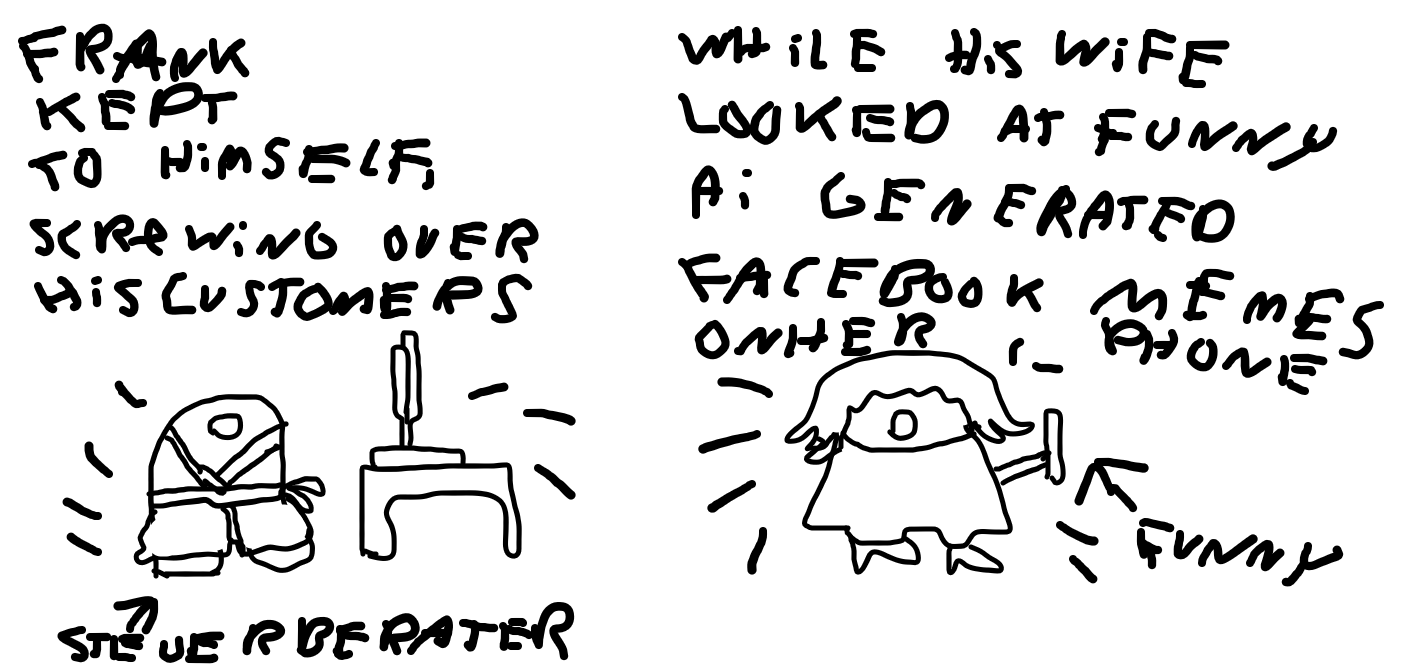 FRANK
KEPT
TO HiMSELF,
SCREWiNG OVER
HiS CUSTOMERS
STEUERBERATER
WHiLE HiS WiFE
LOOKED AT FUNNY
Ai GENERATED
FACEBOOK MEMES
ON HER PHONE
FUNNY